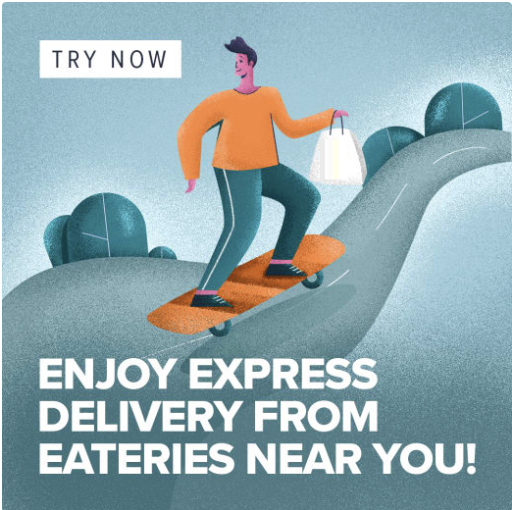 TRY NOW
ENJOY EXPRESS
DELIVERY FROM
EATERIES NEAR YOU!